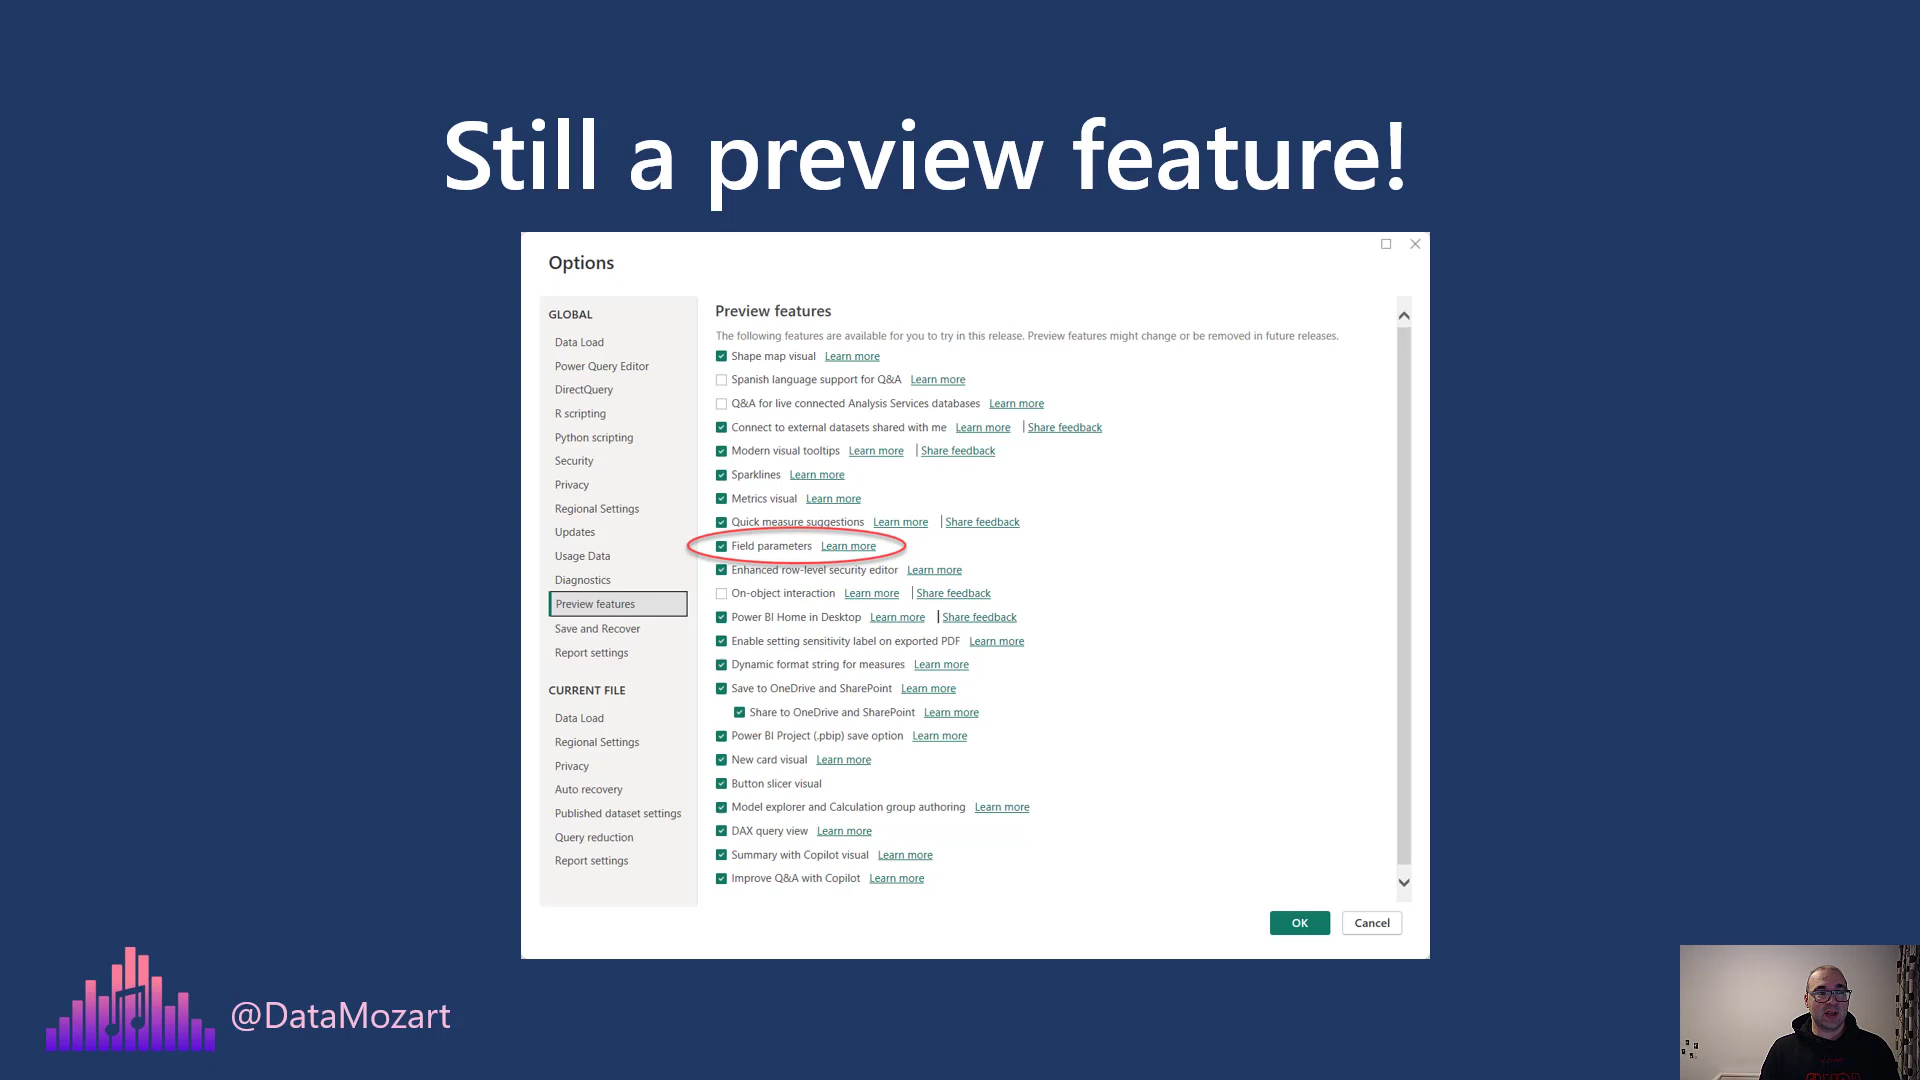 Still a preview feature!
Options
GLOBAL
Data Load
Power Query Editor
DirectQuery
R scripting
Python scripting
Security
Privacy
Regional Settings
Updates
Usage Data
Diagnostics
Preview features
Save and Recover
Report settings
CURRENT FILE
Data Load
Regional Settings
Privacy
Auto recovery
Published dataset settings
Query reduction
Report settings
Preview features
The following features are available for you to try in this release. Preview features might change or be removed in future releases.
Shape map visual Learn more
Spanish language support for Q&A Learn more
Q&A for live connected Analysis Services databases Learn more
Connect to external datasets shared with me Learn more | Share feedback
Modern visual tooltips Learn more | Share feedback
Sparklines Learn more
Metrics visual Learn more
Quick measure suggestions Learn more | Share feedback
Field parameters Learn more
Enhanced row-level security editor Learn more
On-object interaction Learn more | Share feedback
Power BI Home in Desktop Learn more | Share feedback
Enable setting sensitivity label on exported PDF Learn more
Dynamic format string for measures Learn more
Save to OneDrive and SharePoint Learn more
Share to OneDrive and SharePoint Learn more
Power BI Project (.pbip) save option Learn more
New card visual Learn more
Button slicer visual
Model explorer and Calculation group authoring Learn more
DAX query view Learn more
Summary with Copilot visual Learn more
Improve Q&A with Copilot Learn more
OK Cancel
@DataMozart